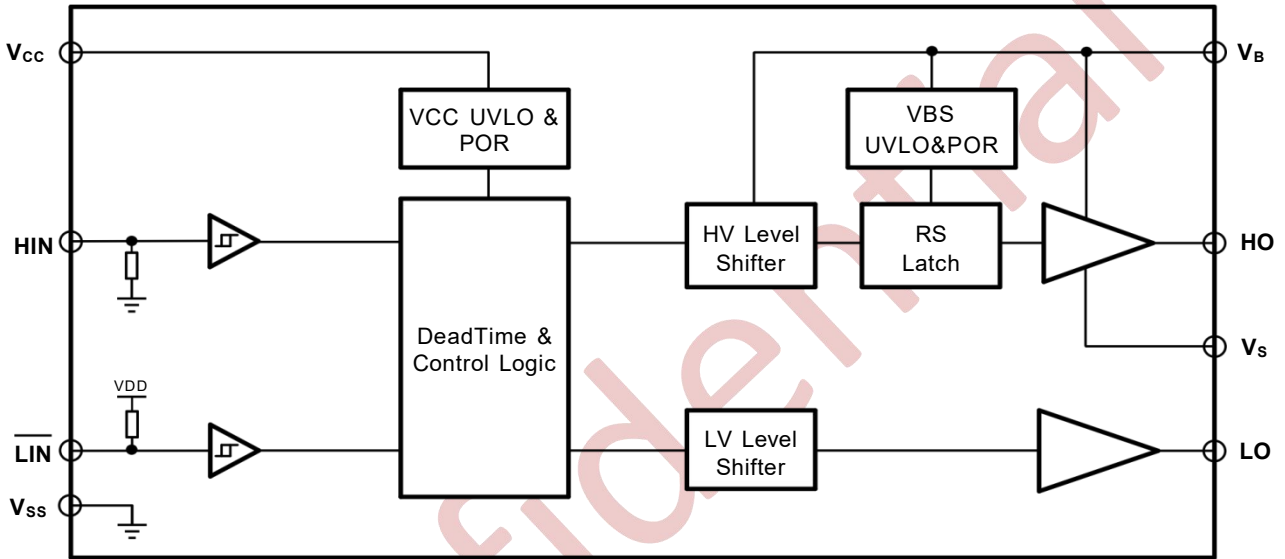 VCC
VB
VCC UVLO &
POR
VBS
UVLO&POR
HIN
HV Level
Shifter
RS
Latch
HO
DeadTime &
Control Logic
VS
VDD
LIN
LV Level
Shifter
LO
VSS
fidential